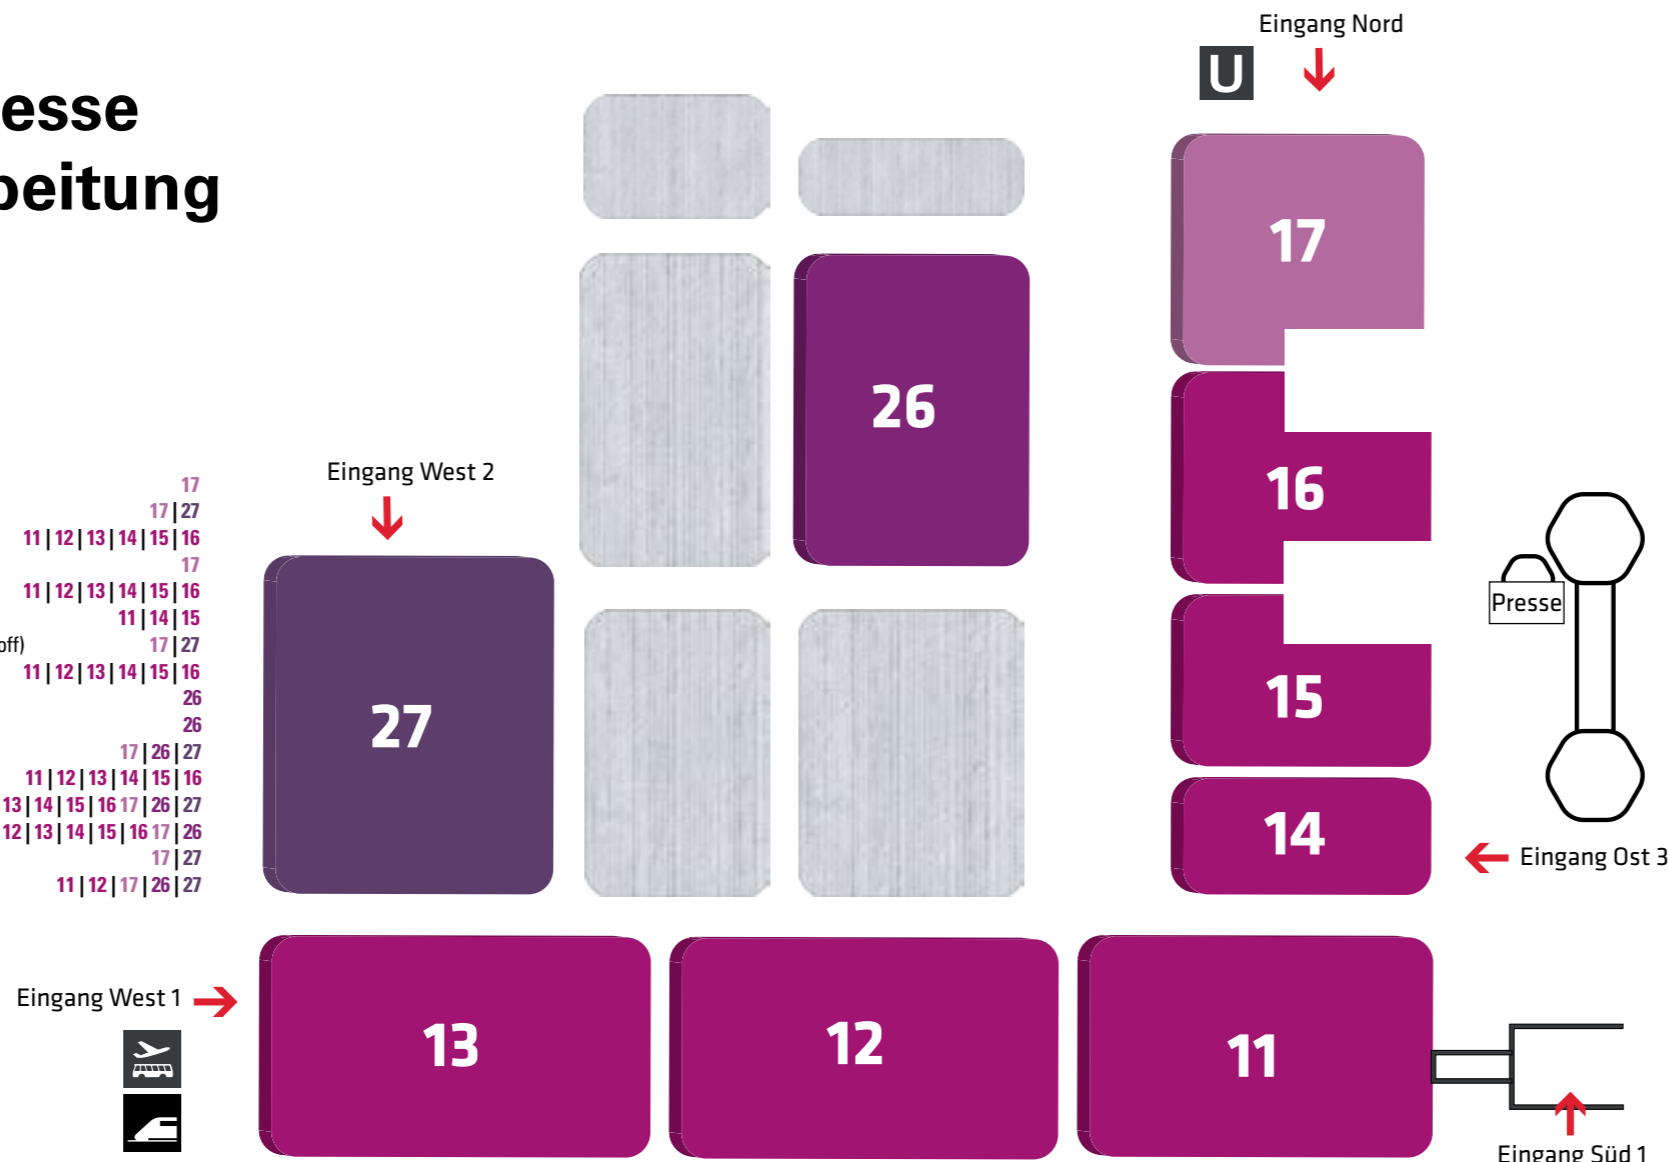 esse
beitung
Eingang Nord
U
17
26
16
Eingang West 2
17
17|27
11|12|13|14|15|16
17
11|12|13|14|15|16
11|14|15
off) 17|27
11|12|13|14|15|16
26
26
17|26|27
11|12|13|14|15|16
13|14|15|16 17|26|27
12|13|14|15|16 17|26
17|27
11|12|17|26|27
Presse
27
15
14
Eingang Ost 3
Eingang West 1
13
12
11
Eingang Süd 1